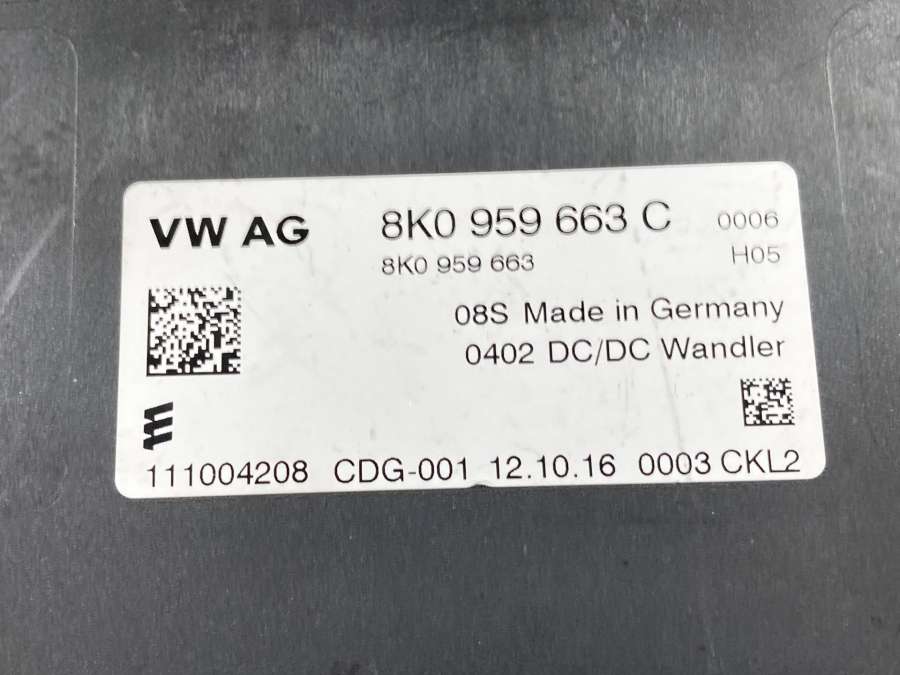 VW AG 8K0 959 663 C 0006
8K0 959 663 H05
08S Made in Germany
0402 DC/DC Wandler
111004208 CDG-001 12.10.16 0003 CKL2